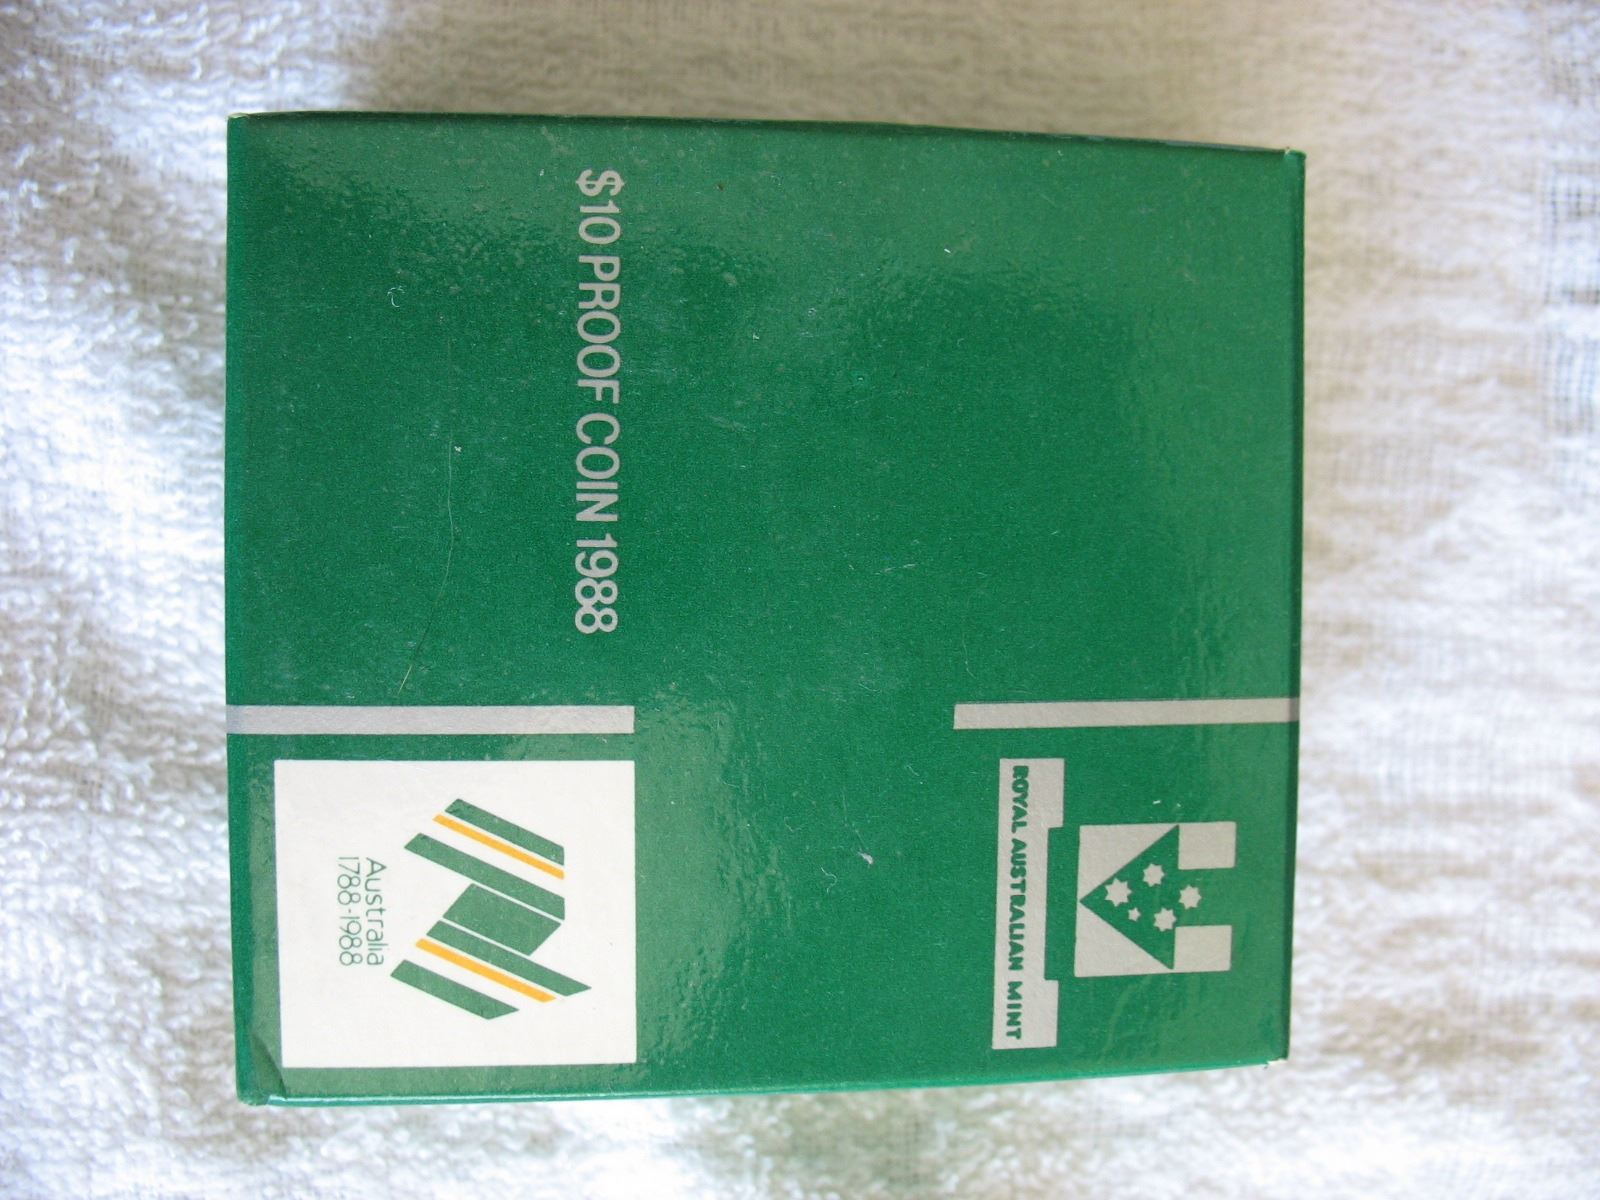 ROYAL AUSTRALIAN MINT
$10 PROOF COIN 1988
Australia
1788-1988